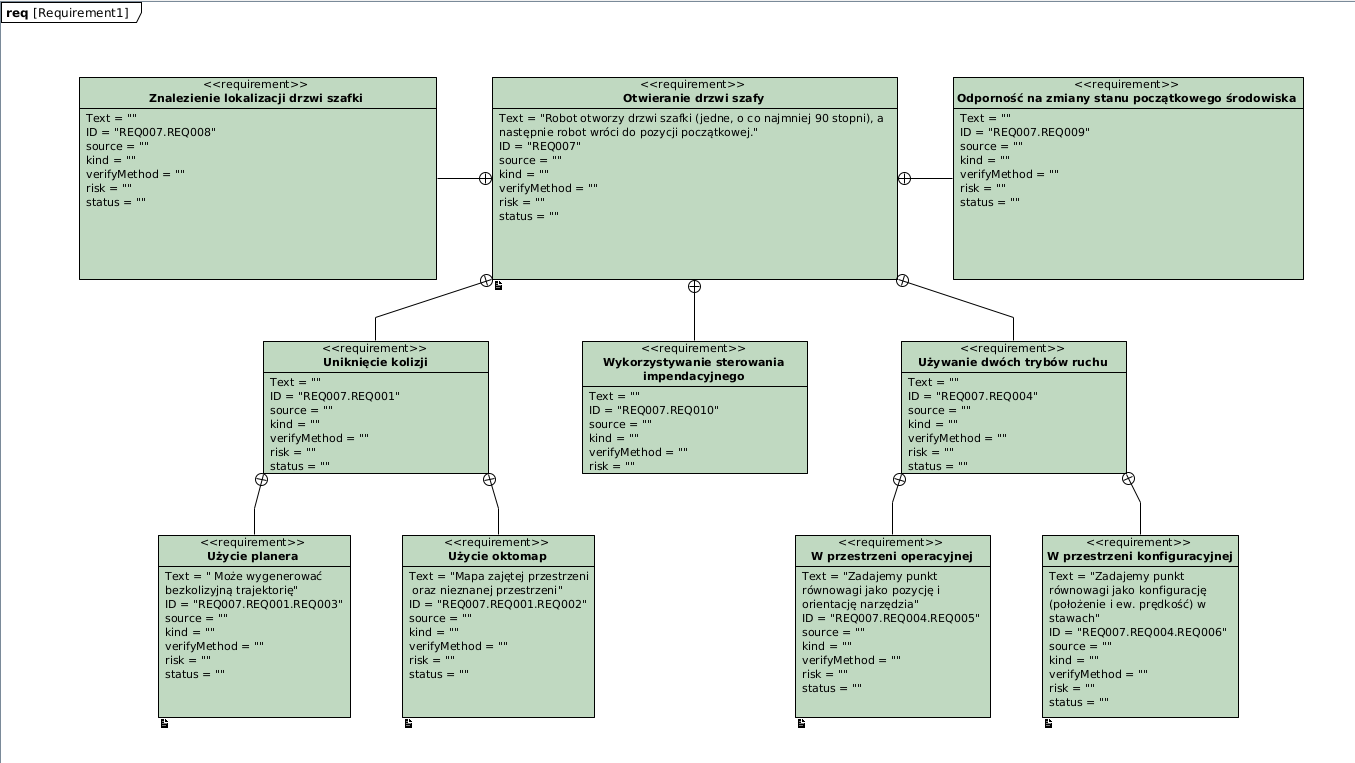 req [Requirement1]
<<requirement>>
Znalezienie lokalizacji drzwi szafki
Text = ""
ID = "REQ007.REQ008"
source = ""
kind = ""
verifyMethod = ""
risk = ""
status = ""
<<requirement>>
Otwieranie drzwi szafy
Text = "Robot otworzy drzwi szafki (jedne, o co najmniej 90 stopni), a
następnie robot wróci do pozycji początkowej."
ID = "REQ007"
source = ""
kind = ""
verifyMethod = ""
risk = ""
status = ""
<<requirement>>
Odporność na zmiany stanu początkowego środowiska
Text = ""
ID = "REQ007.REQ009"
source = ""
kind = ""
verifyMethod = ""
risk = ""
status = ""
<<requirement>>
Uniknięcie kolizji
Text = ""
ID = "REQ007.REQ001"
source = ""
kind = ""
verifyMethod = ""
risk = ""
status = ""
<<requirement>>
Wykorzystywanie sterowania
impendacyjnego
Text = ""
ID = "REQ007.REQ010"
source = ""
kind = ""
verifyMethod = ""
risk = ""
<<requirement>>
Używanie dwóch trybów ruchu
Text = ""
ID = "REQ007.REQ004"
source = ""
kind = ""
verifyMethod = ""
risk = ""
status = ""
<<requirement>>
Użycie planera
Text = " Może wygenerować
bezkolizyjną trajektorię"
ID = "REQ007.REQ001.REQ003"
source = ""
kind = ""
verifyMethod = ""
risk = ""
status = ""
<<requirement>>
Użycie oktomap
Text = "Mapa zajętej przestrzeni
oraz nieznanej przestrzeni"
ID = "REQ007.REQ001.REQ002"
source = ""
kind = ""
verifyMethod = ""
risk = ""
status = ""
<<requirement>>
W przestrzeni operacyjnej
Text = "Zadajemy punkt
równowagi jako pozycję i
orientację narzędzia"
ID = "REQ007.REQ004.REQ005"
source = ""
kind = ""
verifyMethod = ""
risk = ""
status = ""
<<requirement>>
W przestrzeni konfiguracyjnej
Text = "Zadajemy punkt
równowagi jako konfigurację
(położenie i ew. prędkość) w
stawach"
ID = "REQ007.REQ004.REQ006"
source = ""
kind = ""
verifyMethod = ""
risk = ""
status = ""